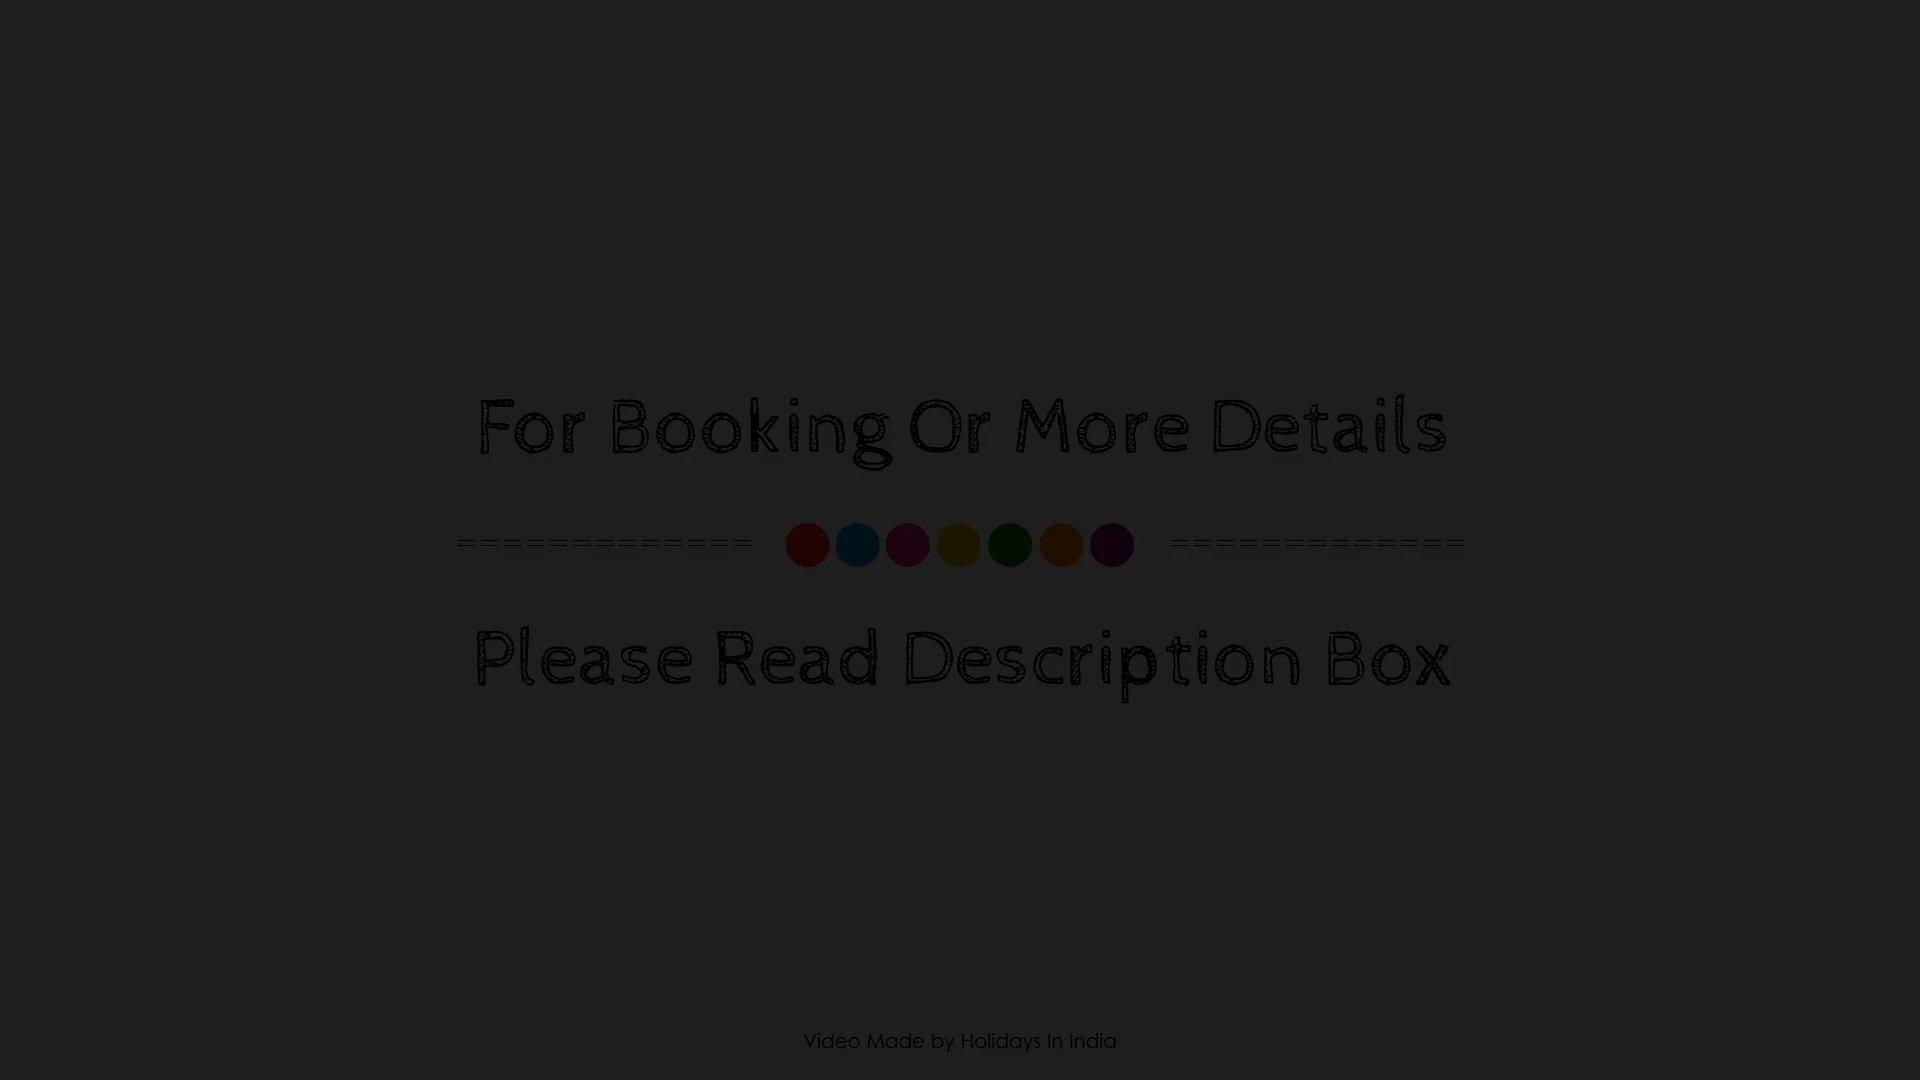 For Booking Or More Details
============= =============
Please Read Description Box
Video Made by Holidays In India